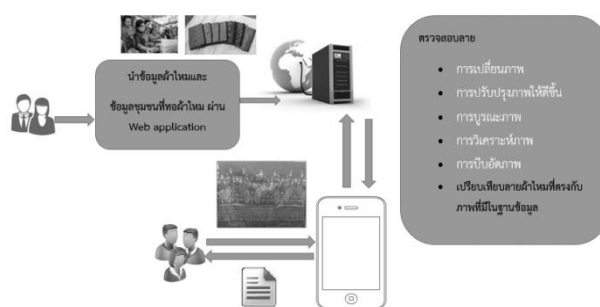 นำข้อมูลผ้าไหมและ
ข้อมูลชุมชนที่ทอผ้าไหม ผ่าน
Web application
ตรวจสอบลาย
• การเปลี่ยนภาพ
• การปรับปรุงภาพให้ดีขึ้น
• การบูรณะภาพ
• การวิเคราะห์ภาพ
• การบีบอัดภาพ
• เปรียบเทียบลายผ้าไหมที่ตรงกับ
ภาพที่มีในฐานข้อมูล